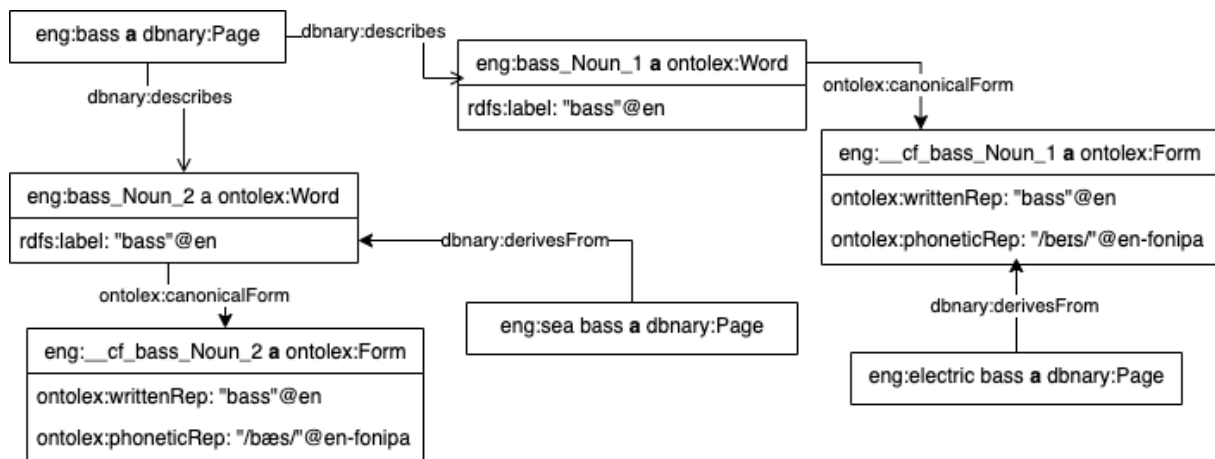 eng:bass a dbnary:Page
dbnary:describes
dbnary:describes
eng:bass_Noun_1 a ontolex:Word
rdfs:label: "bass"@en
ontolex:canonicalForm
eng:__cf_bass_Noun_1 a ontolex:Form
ontolex:writtenRep: "bass"@en
ontolex:phoneticRep: "/beɪs/"@en-fonipa
eng:bass_Noun_2 a ontolex:Word
rdfs:label: "bass"@en
dbnary:derivesFrom
ontolex:canonicalForm
dbnary:derivesFrom
eng:sea bass a dbnary:Page
eng:__cf_bass_Noun_2 a ontolex:Form
ontolex:writtenRep: "bass"@en
ontolex:phoneticRep: "/bæs/"@en-fonipa
eng:electric bass a dbnary:Page